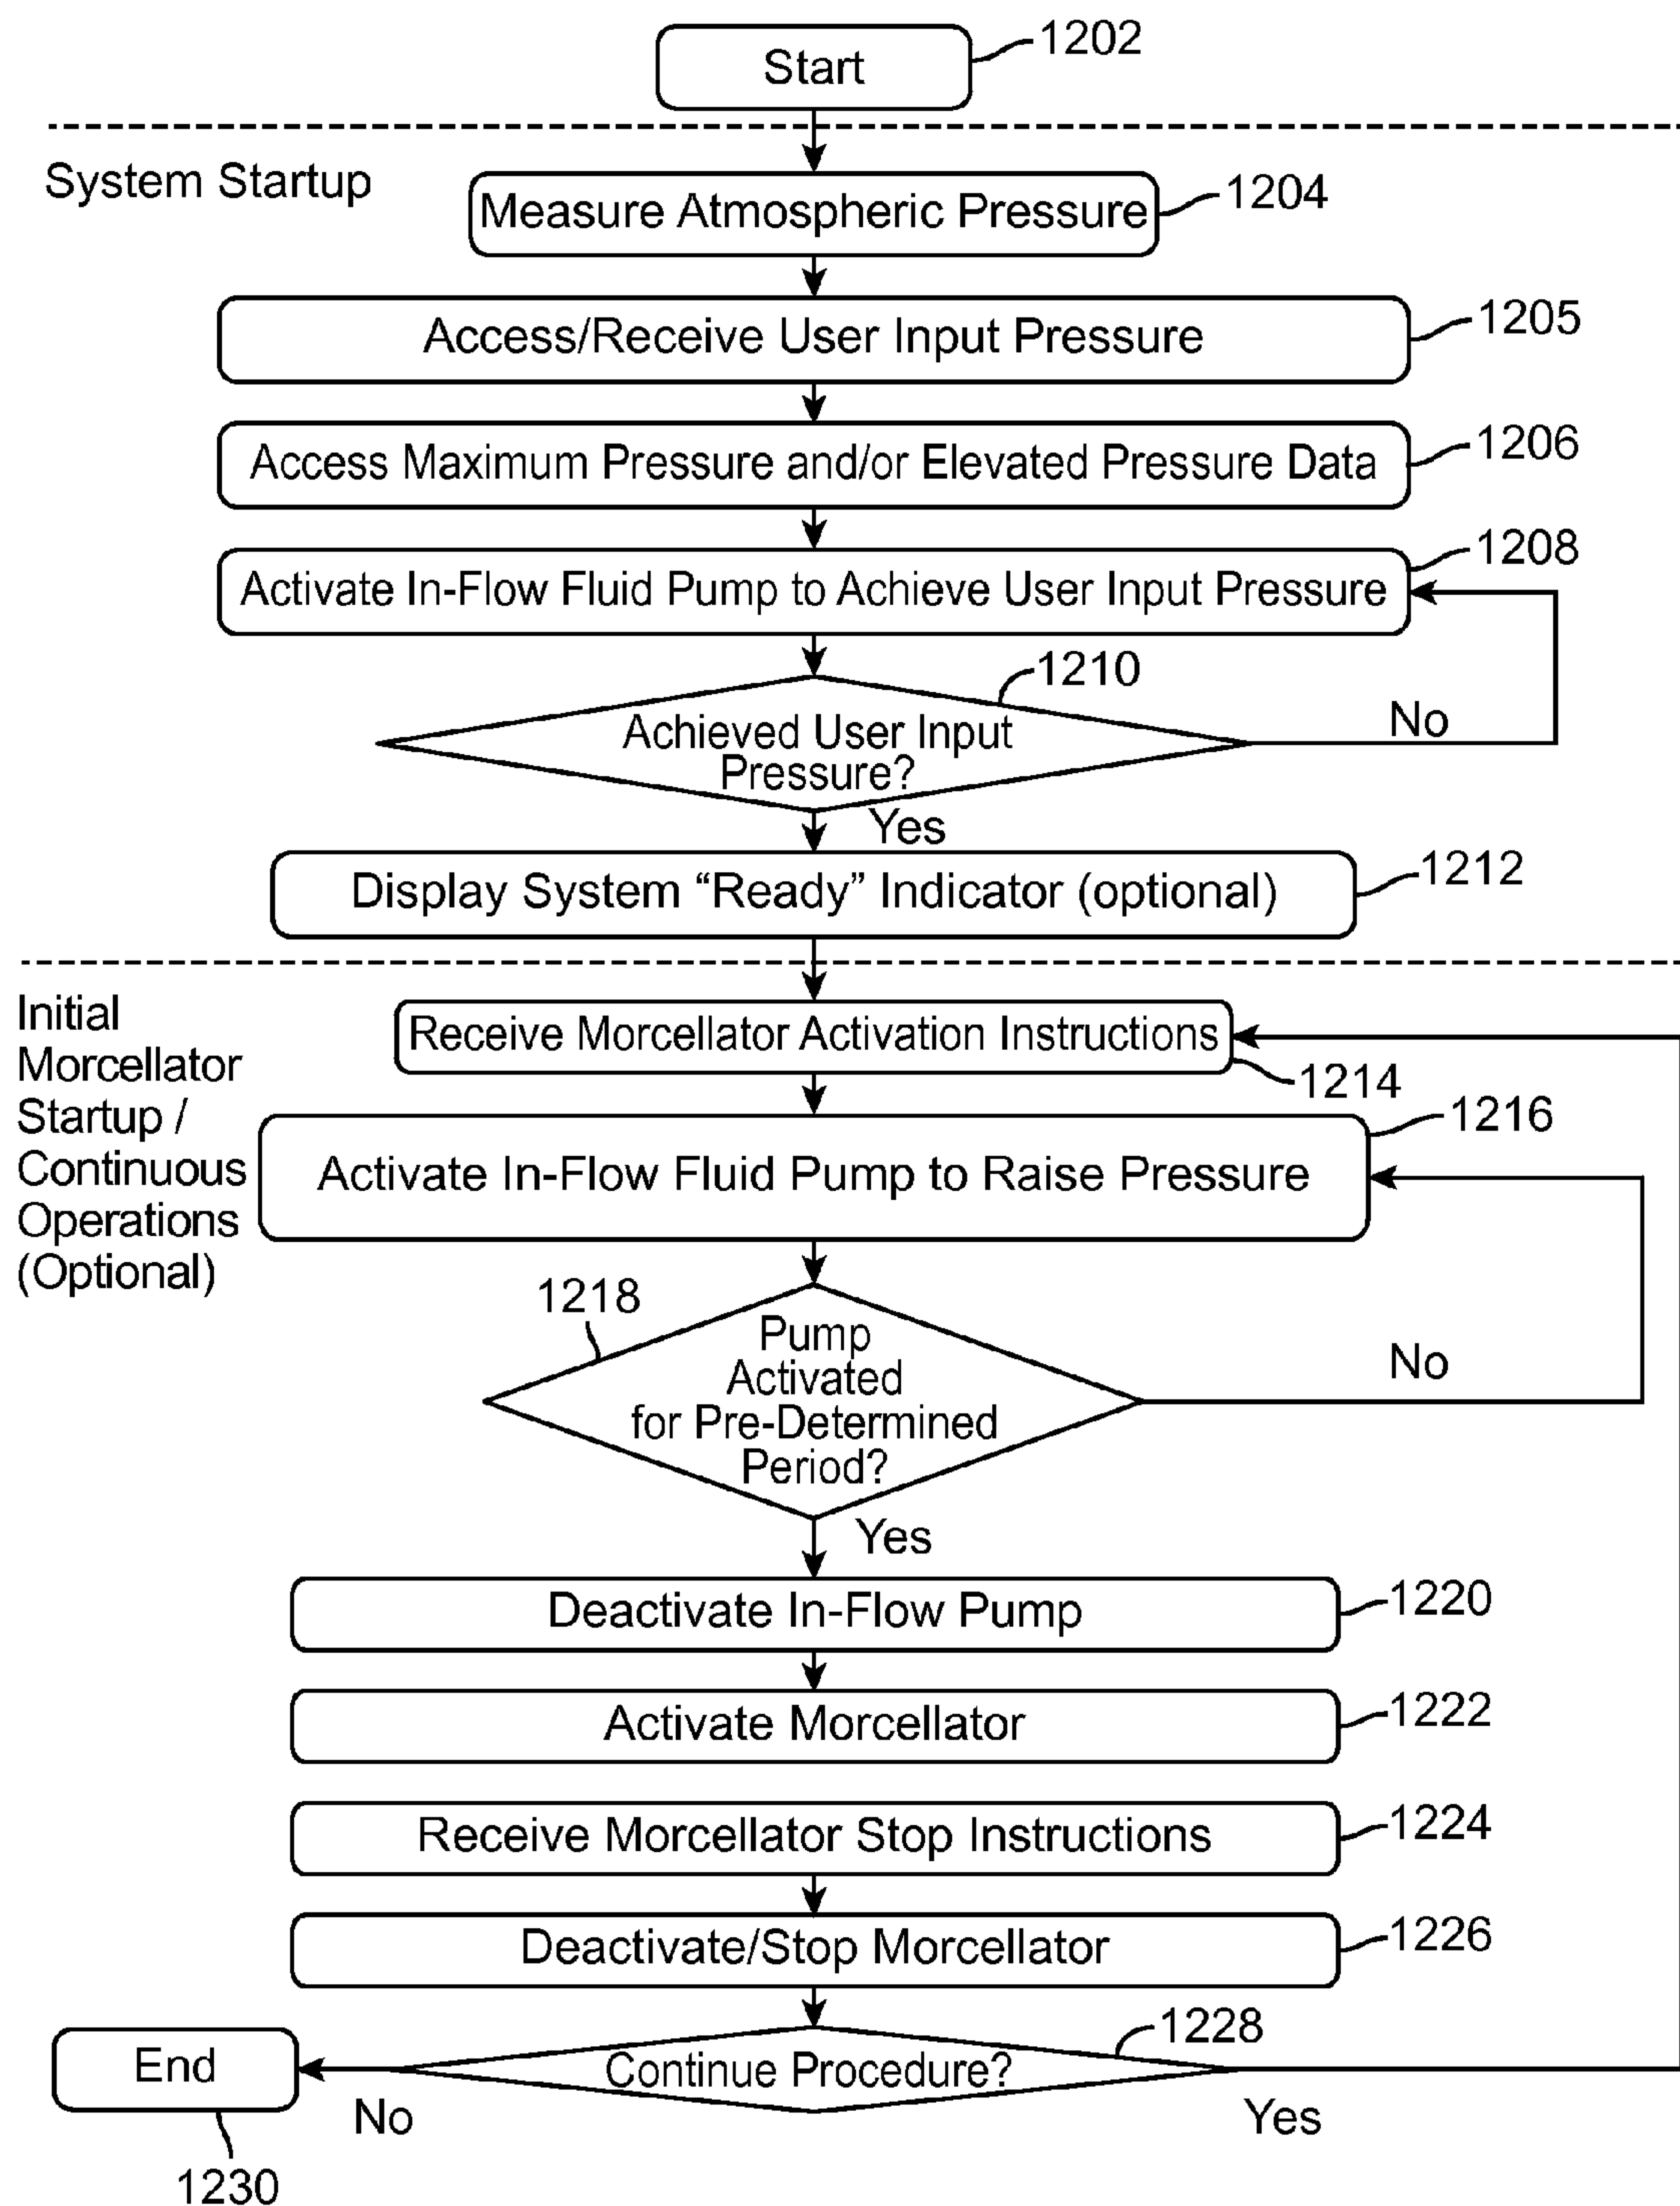 Start
1202
System Startup
Measure Atmospheric Pressure
1204
Access/Receive User Input Pressure
1205
Access Maximum Pressure and/or Elevated Pressure Data
1206
Activate In-Flow Fluid Pump to Achieve User Input Pressure
1208
1210
Achieved User Input
Pressure?
No
Yes
Display System “Ready” Indicator (optional)
1212
Initial
Morcellator
Startup /
Continuous
Operations
(Optional)
Receive Morcellator Activation Instructions
1214
Activate In-Flow Fluid Pump to Raise Pressure
1216
1218
Pump
Activated
for Pre-Determined
Period?
No
Yes
Deactivate In-Flow Pump
1220
Activate Morcellator
1222
Receive Morcellator Stop Instructions
1224
Deactivate/Stop Morcellator
1226
Continue Procedure?
1228
End
No
Yes
1230